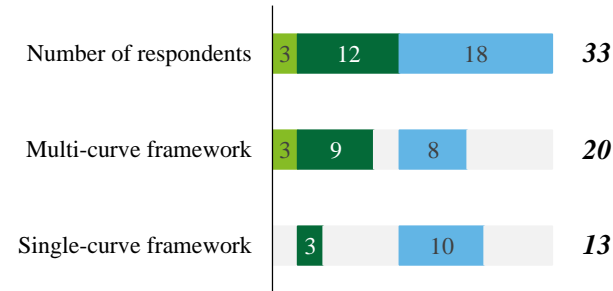 Number of respondents 3 12 18 33
Multi-curve framework 3 9 8 20
Single-curve framework 3 10 13